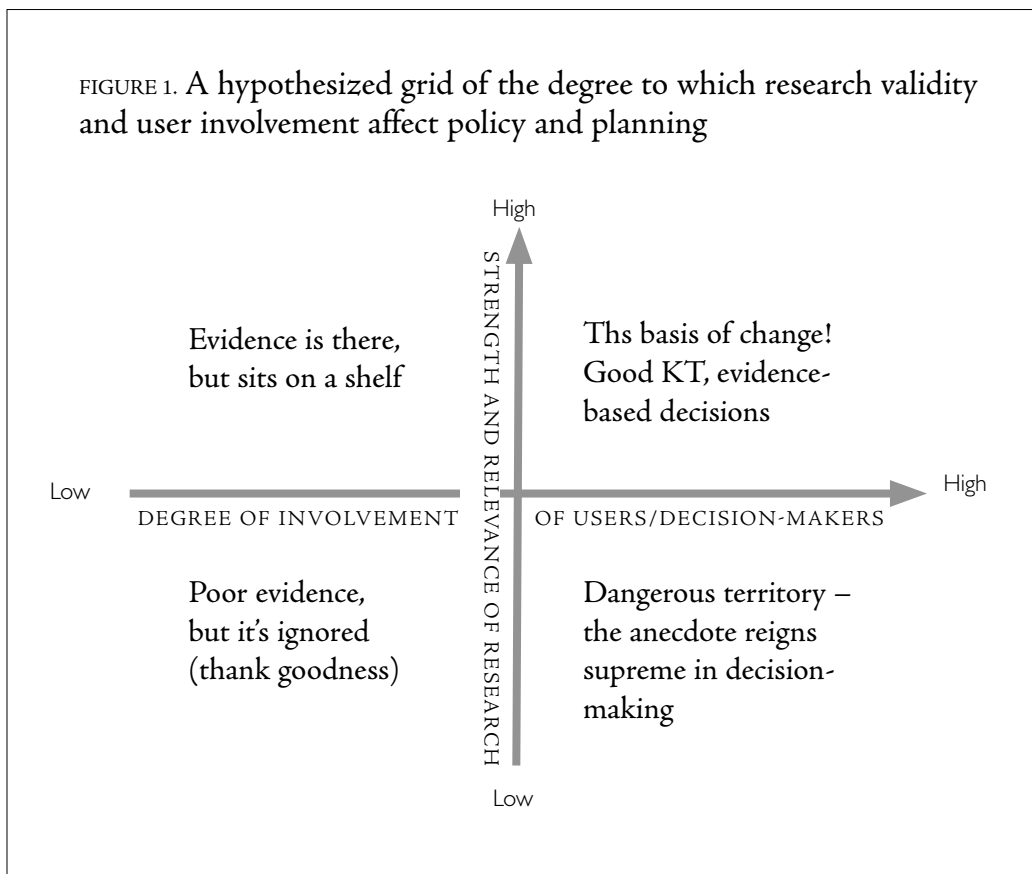 FIGURE 1. A hypothesized grid of the degree to which research validity
and user involvement affect policy and planning
High
STRENGTH AND RELEVANCE OF RESEARCH
Evidence is there,
but sits on a shelf
Ths basis of change!
Good KT, evidence-
based decisions
Low
High
DEGREE OF INVOLVEMENT
OF USERS/DECISION-MAKERS
Poor evidence,
but it's ignored
(thank goodness)
Dangerous territory –
the anecdote reigns
supreme in decision-
making
Low